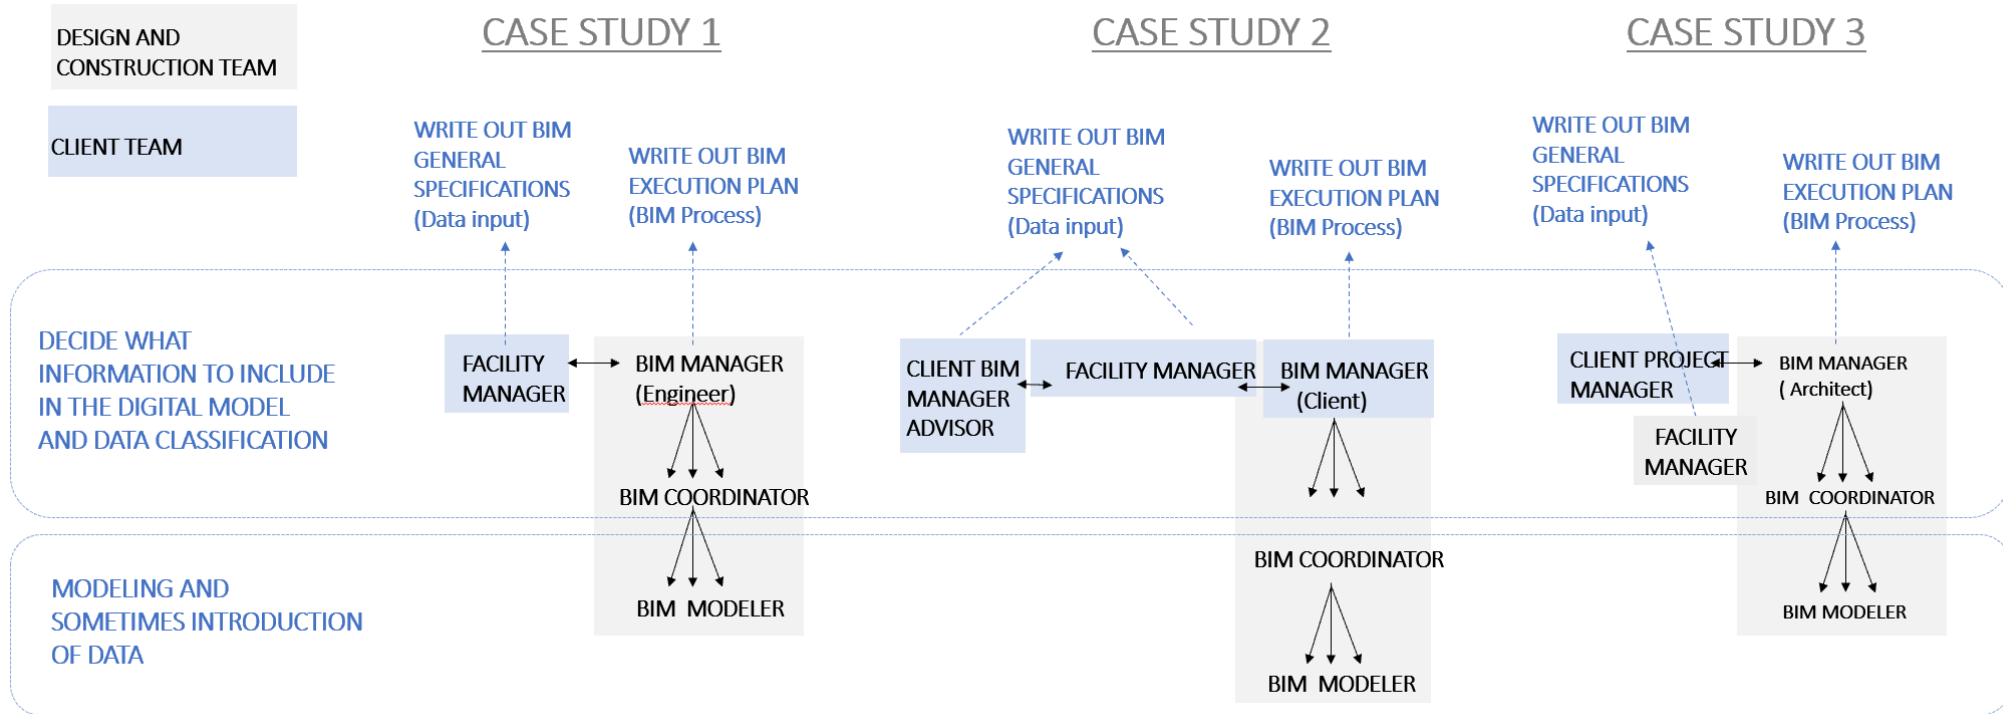 DESIGN AND
CONSTRUCTION TEAM
CLIENT TEAM
CASE STUDY 1
WRITE OUT BIM
GENERAL
SPECIFICATIONS
(Data input)
WRITE OUT BIM
EXECUTION PLAN
(BIM Process)
CASE STUDY 2
WRITE OUT BIM
GENERAL
SPECIFICATIONS
(Data input)
WRITE OUT BIM
EXECUTION PLAN
(BIM Process)
CASE STUDY 3
WRITE OUT BIM
GENERAL
SPECIFICATIONS
(Data input)
WRITE OUT BIM
EXECUTION PLAN
(BIM Process)
DECIDE WHAT
INFORMATION TO INCLUDE
IN THE DIGITAL MODEL
AND DATA CLASSIFICATION
FACILITY
MANAGER
BIM MANAGER
(Engineer)
BIM COORDINATOR
CLIENT BIM
MANAGER
ADVISOR
FACILITY MANAGER
BIM MANAGER
(Client)
CLIENT PROJECT
MANAGER
BIM MANAGER
( Architect)
FACILITY
MANAGER
BIM COORDINATOR
MODELING AND
SOMETIMES INTRODUCTION
OF DATA
BIM MODELER
BIM COORDINATOR
BIM MODELER
BIM MODELER